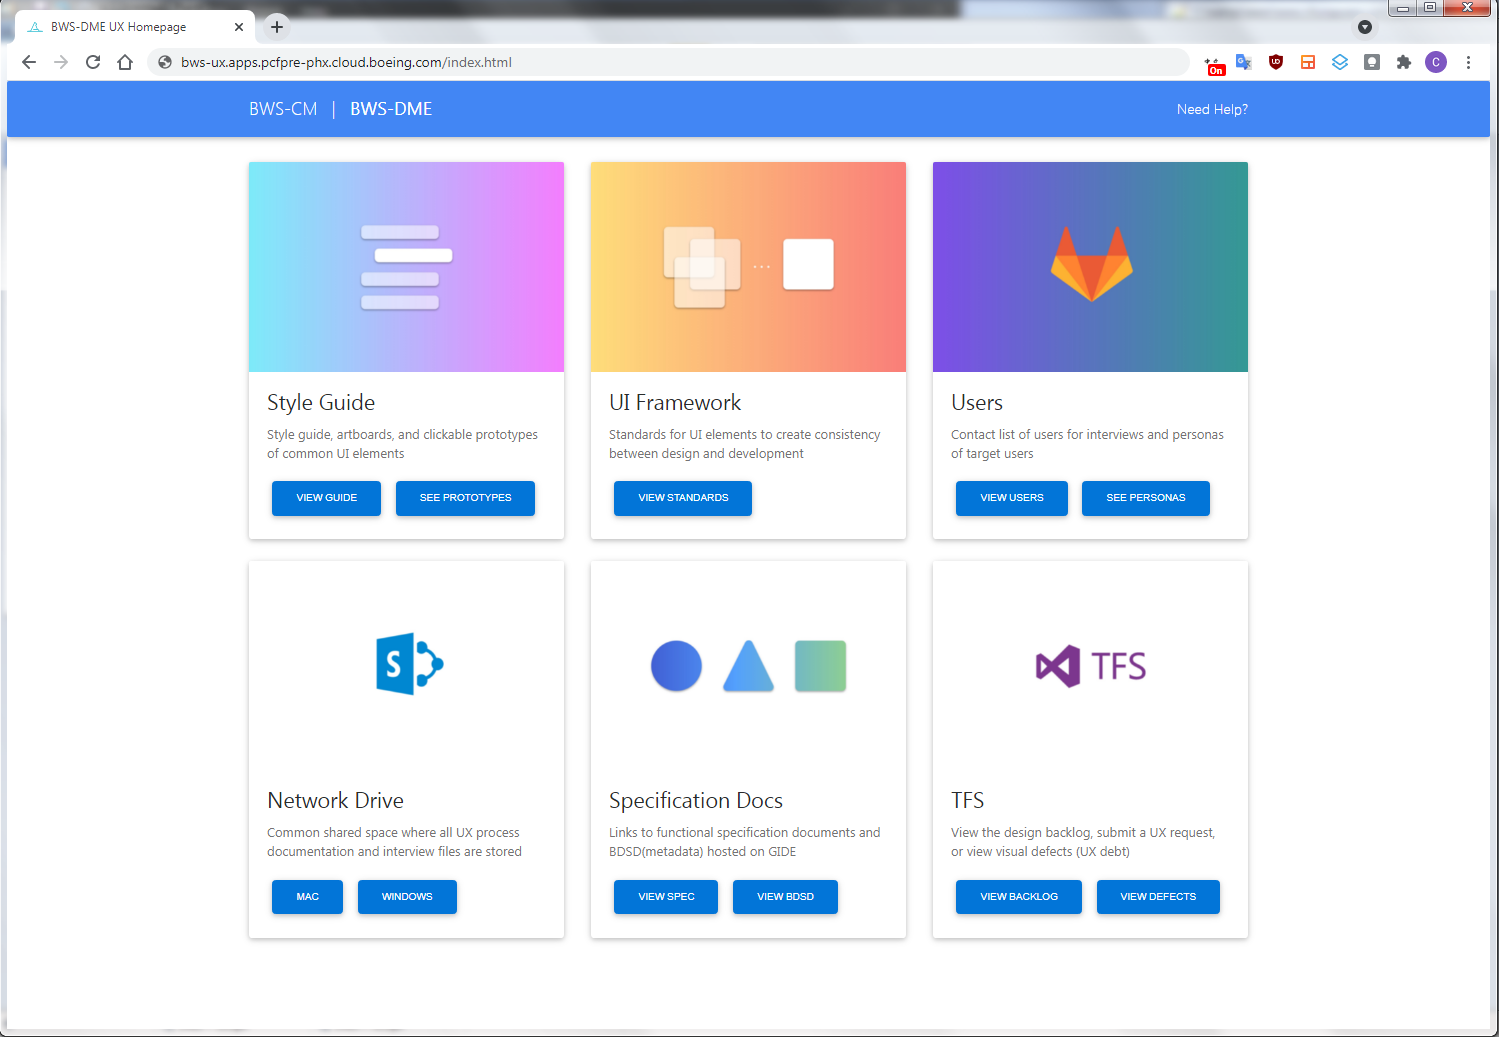 BWS-DME UX Homepage
bws-ux.apps.pcfpre-phx.cloud.boeing.com/index.html
On
C
BWS-CM | BWS-DME
Need Help?
Style Guide
Style guide, artboards, and clickable prototypes
of common UI elements
VIEW GUIDE
SEE PROTOTYPES
UI Framework
Standards for UI elements to create consistency
between design and development
VIEW STANDARDS
Users
Contact list of users for interviews and personas
of target users
VIEW USERS
SEE PERSONAS
S
Network Drive
Common shared space where all UX process
documentation and interview files are stored
MAC
WINDOWS
Specification Docs
Links to functional specification documents and
BDSD(metadata) hosted on GIDE
VIEW SPEC
VIEW BDSD
TFS
TFS
View the design backlog, submit a UX request,
or view visual defects (UX debt)
VIEW BACKLOG
VIEW DEFECTS